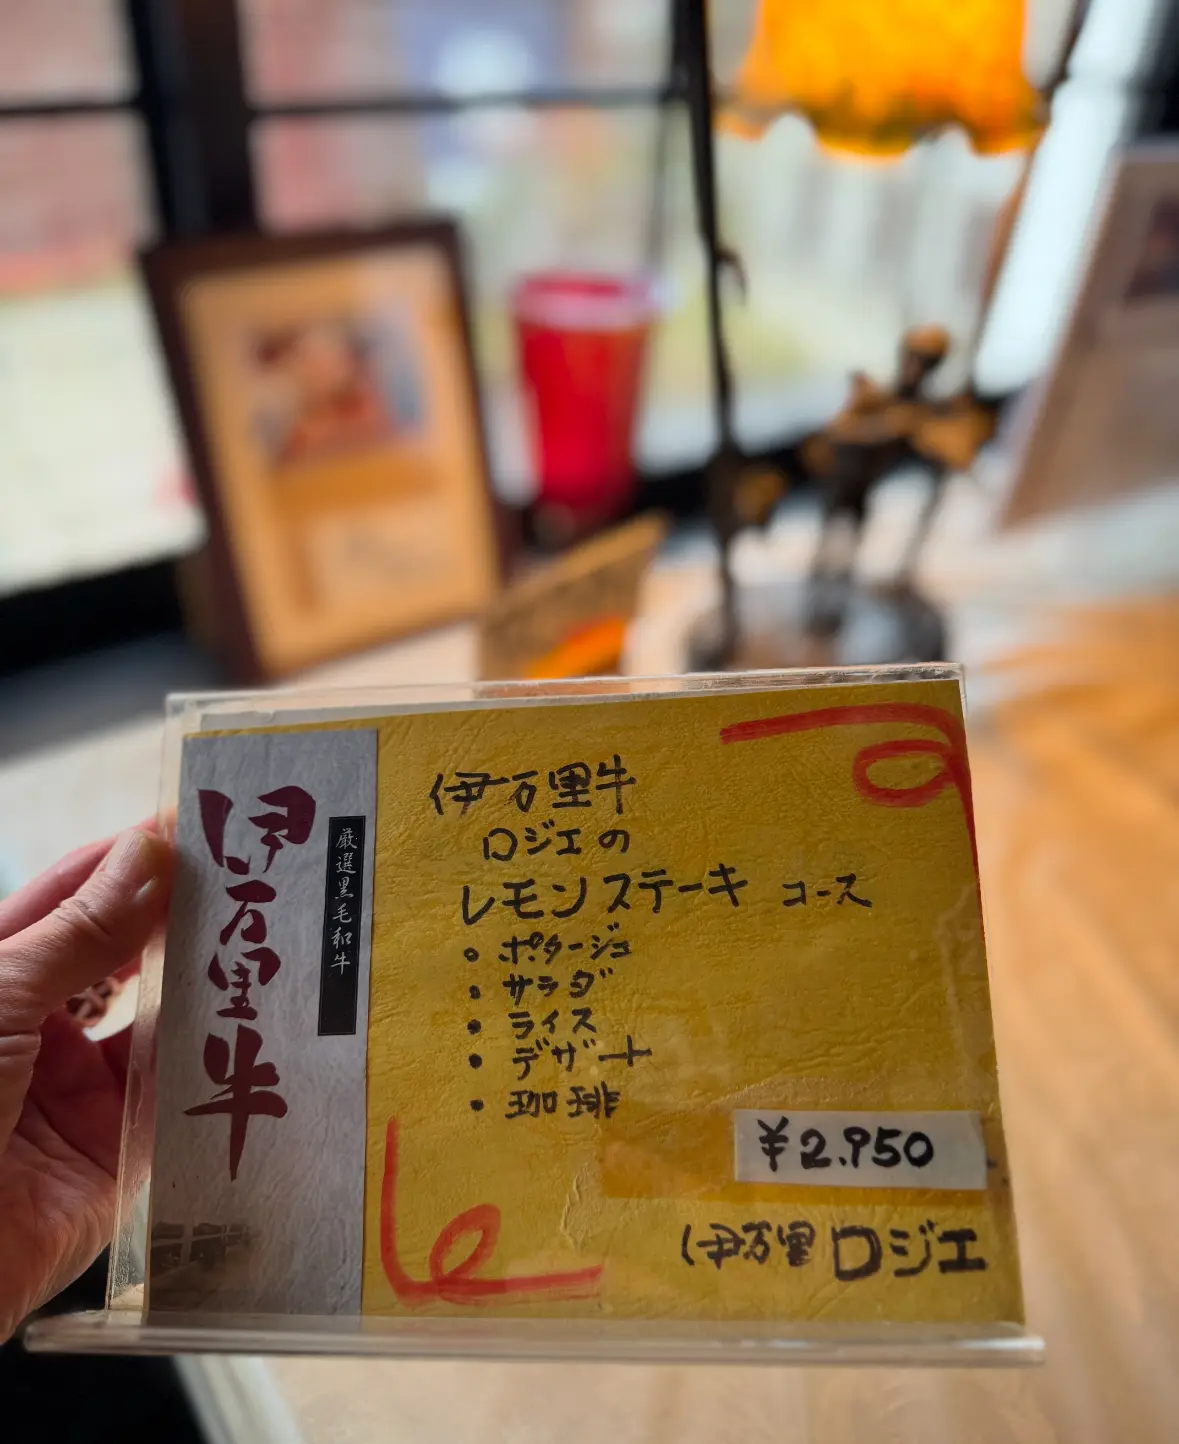 伊万里牛
厳選黒毛和牛
伊万里牛
ロジエの
レモンステーキ コース
• ポタージュ
• サラダ
• ライス
• デザート
• 珈琲
¥2.950
伊万里 ロジエ